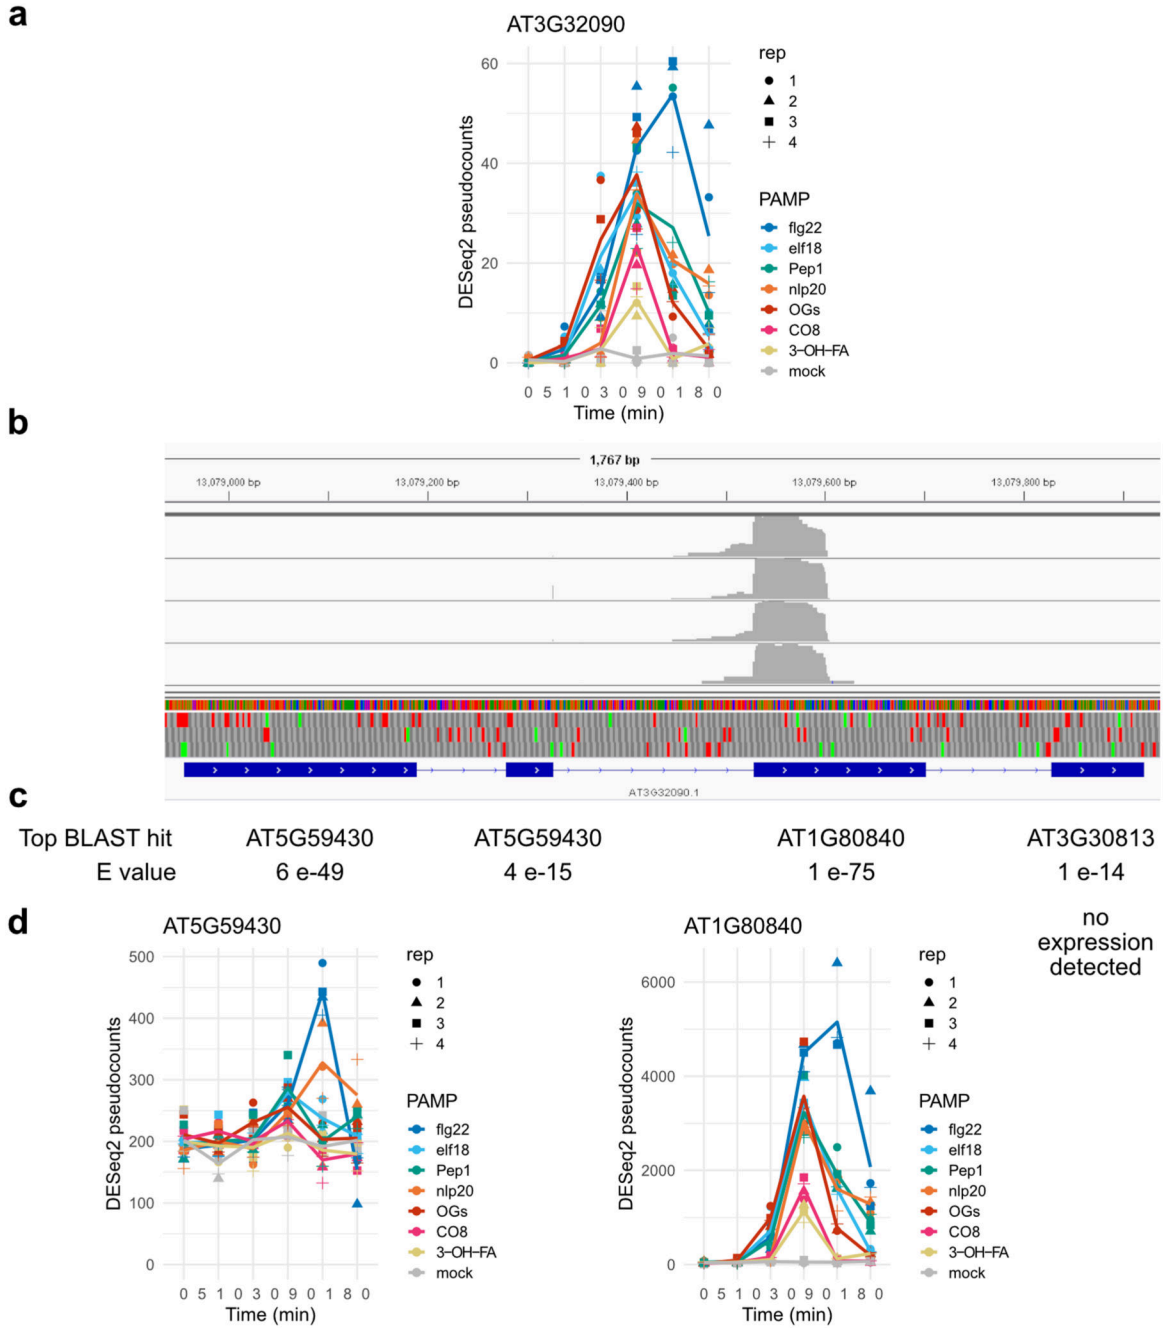 a
AT3G32090
DESeq2 pseudocounts
60
40
20
0
0 5 1 0 3 0 9 0 1 8 0
Time (min)
rep
1
2
3
4
PAMP
flg22
elf18
Pep1
nlp20
OGs
CO8
3-OH-FA
mock
b
1,767 bp
13,079,000 bp 13,079,200 bp 13,079,400 bp 13,079,600 bp 13,079,800 bp
AT3G32090.1
c
Top BLAST hit AT5G59430 AT5G59430 AT1G80840 AT3G30813
E value 6 e-49 4 e-15 1 e-75 1 e-14
d
AT5G59430
DESeq2 pseudocounts
500
400
300
200
100
0
0 5 1 0 3 0 9 0 1 8 0
Time (min)
rep
1
2
3
4
PAMP
flg22
elf18
Pep1
nlp20
OGs
CO8
3-OH-FA
mock
AT1G80840
DESeq2 pseudocounts
6000
4000
2000
0
0 5 1 0 3 0 9 0 1 8 0
Time (min)
rep
1
2
3
4
PAMP
flg22
elf18
Pep1
nlp20
OGs
CO8
3-OH-FA
mock
no
expression
detected